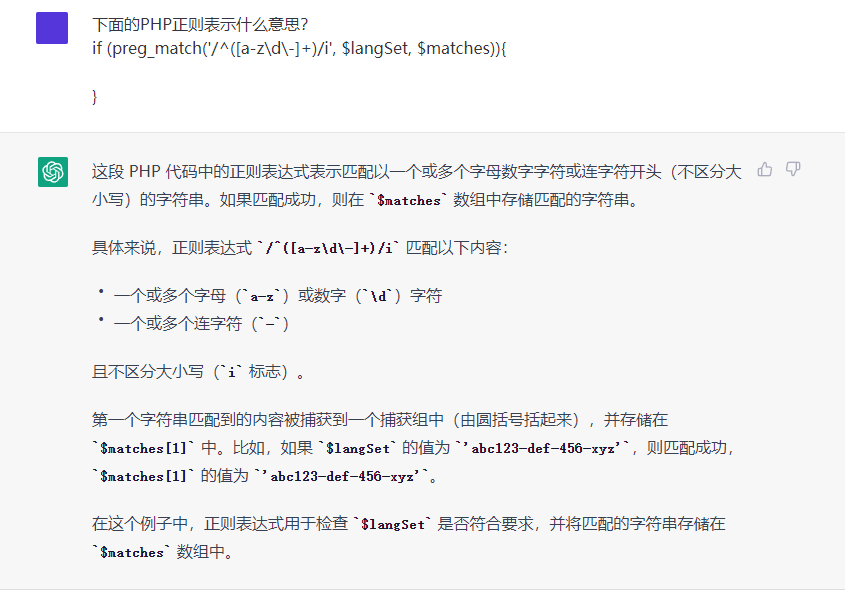 下面的PHP正则表示什么意思?
if (preg_match('/^([a-z\d\-]+)/i', $langSet, $matches)){
}
这段 PHP 代码中的正则表达式表示匹配以一个或多个字母数字字符或连字符开头（不区分大
小写）的字符串。如果匹配成功，则在 `$matches` 数组中存储匹配的字符串。
具体来说，正则表达式 `/^([a-z\d\-]+)/i` 匹配以下内容：
• 一个或多个字母（`a-z`）或数字（`\d`）字符
• 一个或多个连字符（`-`）
且不区分大小写（`i` 标志）。
第一个字符串匹配到的内容被捕获到一个捕获组中（由圆括号括起来），并存储在
`$matches[1]` 中。比如，如果 `$langSet` 的值为 `'abc123-def-456-xyz'`，则匹配成功，
`$matches[1]` 的值为 `'abc123-def-456-xyz'`。
在这个例子中，正则表达式用于检查 `$langSet` 是否符合要求，并将匹配的字符串存储在
`$matches` 数组中。